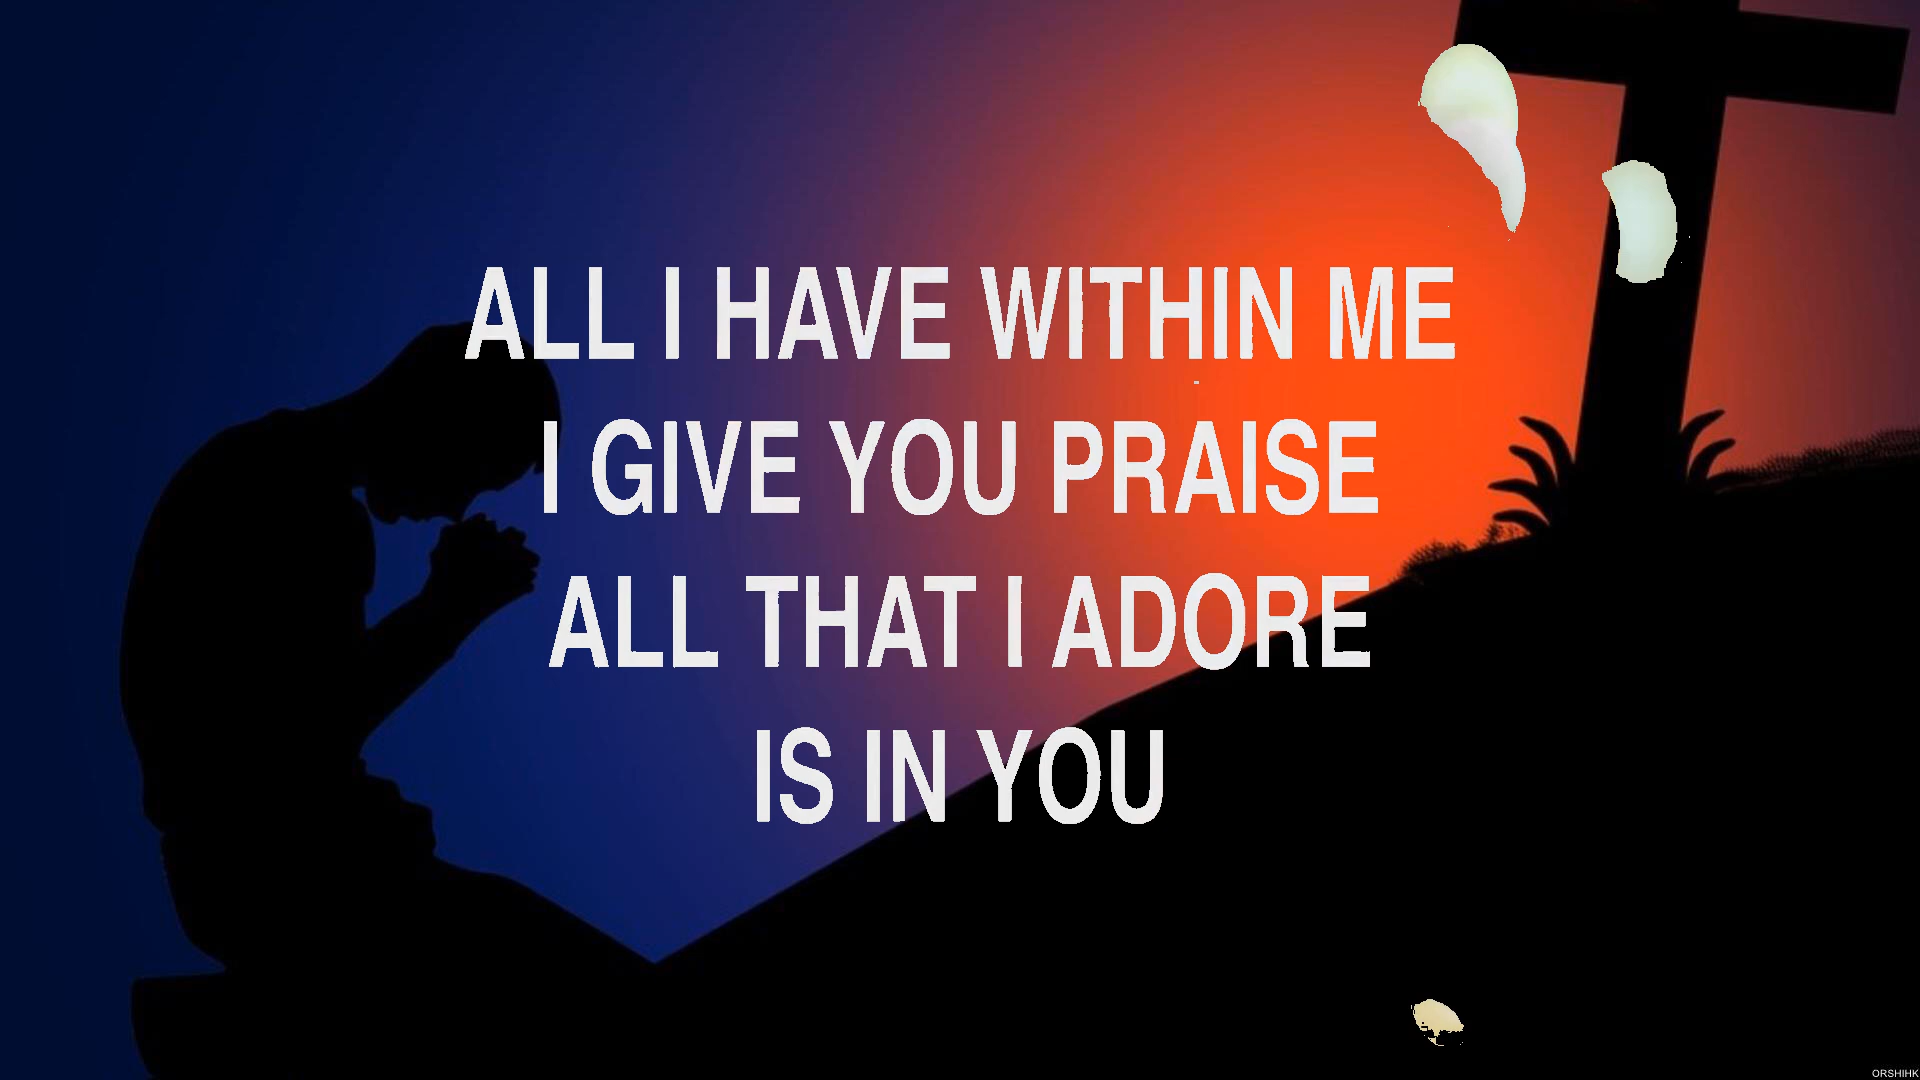 ALL I HAVE WITHIN ME
I GIVE YOU PRAISE
ALL THAT I ADORE
IS IN YOU
ORSHIHK